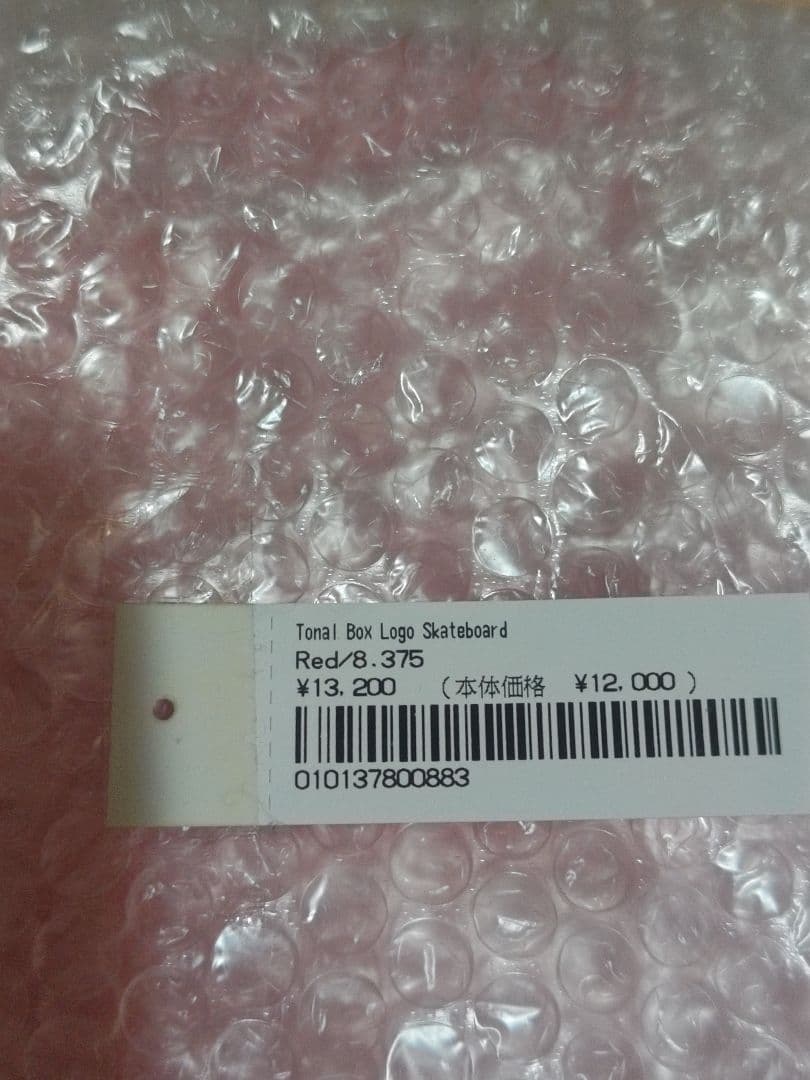 Tonal Box Logo Skateboard
Red/8.375
¥13,200 (本体価格 ¥12,000 )
010137800883